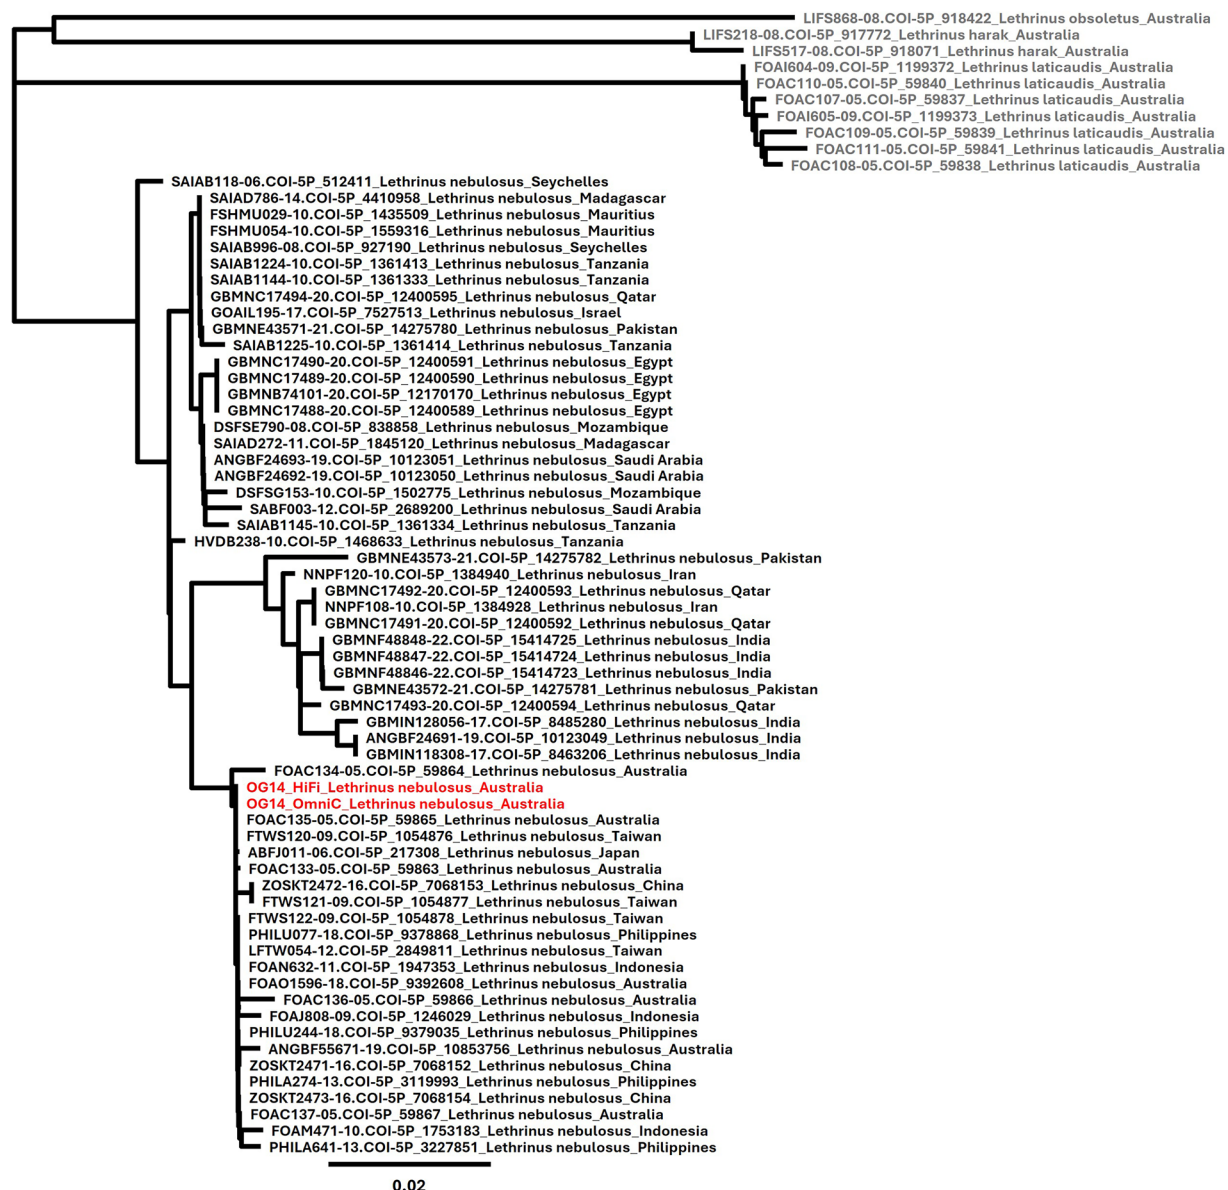 LIFS868-08.COI-5P_918422_Lethrinus obsoletus_Australia
LIFS218-08.COI-5P_917772_Lethrinus harak_Australia
LIFS517-08.COI-5P_918071_Lethrinus harak_Australia
FOAI604-09.COI-5P_1199372_Lethrinus laticaudis_Australia
FOAC110-05.COI-5P_59840_Lethrinus laticaudis_Australia
FOAC107-05.COI-5P_59837_Lethrinus laticaudis_Australia
FOAI605-09.COI-5P_1199373_Lethrinus laticaudis_Australia
FOAC109-05.COI-5P_59839_Lethrinus laticaudis_Australia
FOAC111-05.COI-5P_59841_Lethrinus laticaudis_Australia
FOAC108-05.COI-5P_59838_Lethrinus laticaudis_Australia
SAIAB118-06.COI-5P_512411_Lethrinus nebulosus_Seychelles
SAIAD786-14.COI-5P_4410958_Lethrinus nebulosus_Madagascar
FSHMU029-10.COI-5P_1435509_Lethrinus nebulosus_Mauritius
FSHMU054-10.COI-5P_1559316_Lethrinus nebulosus_Mauritius
SAIAB996-08.COI-5P_927190_Lethrinus nebulosus_Seychelles
SAIAB1224-10.COI-5P_1361413_Lethrinus nebulosus_Tanzania
SAIAB1144-10.COI-5P_1361333_Lethrinus nebulosus_Tanzania
GBMNC17494-20.COI-5P_12400595_Lethrinus nebulosus_Qatar
GOAIL195-17.COI-5P_7527513_Lethrinus nebulosus_Israel
GBMNE43571-21.COI-5P_14275780_Lethrinus nebulosus_Pakistan
SAIAB1225-10.COI-5P_1361414_Lethrinus nebulosus_Tanzania
GBMNC17490-20.COI-5P_12400591_Lethrinus nebulosus_Egypt
GBMNC17489-20.COI-5P_12400590_Lethrinus nebulosus_Egypt
GBMNB74101-20.COI-5P_12170170_Lethrinus nebulosus_Egypt
GBMNC17488-20.COI-5P_12400589_Lethrinus nebulosus_Egypt
DSFSE790-08.COI-5P_838858_Lethrinus nebulosus_Mozambique
SAIAD272-11.COI-5P_1845120_Lethrinus nebulosus_Madagascar
ANGBF24693-19.COI-5P_10123051_Lethrinus nebulosus_Saudi Arabia
ANGBF24692-19.COI-5P_10123050_Lethrinus nebulosus_Saudi Arabia
DSFSG153-10.COI-5P_1502775_Lethrinus nebulosus_Mozambique
SABF003-12.COI-5P_2689200_Lethrinus nebulosus_Saudi Arabia
SAIAB1145-10.COI-5P_1361334_Lethrinus nebulosus_Tanzania
HVDB238-10.COI-5P_1468633_Lethrinus nebulosus_Tanzania
GBMNE43573-21.COI-5P_14275782_Lethrinus nebulosus_Pakistan
NNPF120-10.COI-5P_1384940_Lethrinus nebulosus_Iran
GBMNC17492-20.COI-5P_12400593_Lethrinus nebulosus_Qatar
NNPF108-10.COI-5P_1384928_Lethrinus nebulosus_Iran
GBMNC17491-20.COI-5P_12400592_Lethrinus nebulosus_Qatar
GBMNF48848-22.COI-5P_15414725_Lethrinus nebulosus_India
GBMNF48847-22.COI-5P_15414724_Lethrinus nebulosus_India
GBMNF48846-22.COI-5P_15414723_Lethrinus nebulosus_India
GBMNE43572-21.COI-5P_14275781_Lethrinus nebulosus_Pakistan
GBMNC17493-20.COI-5P_12400594_Lethrinus nebulosus_Qatar
GBMIN128056-17.COI-5P_8485280_Lethrinus nebulosus_India
ANGBF24691-19.COI-5P_10123049_Lethrinus nebulosus_India
GBMIN118308-17.COI-5P_8463206_Lethrinus nebulosus_India
FOAC134-05.COI-5P_59864_Lethrinus nebulosus_Australia
OG14_HiFi_Lethrinus nebulosus_Australia
OG14_OmniC_Lethrinus nebulosus_Australia
FOAC135-05.COI-5P_59865_Lethrinus nebulosus_Australia
FTWS120-09.COI-5P_1054876_Lethrinus nebulosus_Taiwan
ABFJ011-06.COI-5P_217308_Lethrinus nebulosus_Japan
FOAC133-05.COI-5P_59863_Lethrinus nebulosus_Australia
ZOSKT2472-16.COI-5P_7068153_Lethrinus nebulosus_China
FTWS121-09.COI-5P_1054877_Lethrinus nebulosus_Taiwan
FTWS122-09.COI-5P_1054878_Lethrinus nebulosus_Taiwan
PHILU077-18.COI-5P_9378868_Lethrinus nebulosus_Philippines
LFTW054-12.COI-5P_2849811_Lethrinus nebulosus_Taiwan
FOAN632-11.COI-5P_1947353_Lethrinus nebulosus_Indonesia
FOAO1596-18.COI-5P_9392608_Lethrinus nebulosus_Australia
FOAC136-05.COI-5P_59866_Lethrinus nebulosus_Australia
FOAJ808-09.COI-5P_1246029_Lethrinus nebulosus_Indonesia
PHILU244-18.COI-5P_9379035_Lethrinus nebulosus_Philippines
ANGBF55671-19.COI-5P_10853756_Lethrinus nebulosus_Australia
ZOSKT2471-16.COI-5P_7068152_Lethrinus nebulosus_China
PHILA274-13.COI-5P_3119993_Lethrinus nebulosus_Philippines
ZOSKT2473-16.COI-5P_7068154_Lethrinus nebulosus_China
FOAC137-05.COI-5P_59867_Lethrinus nebulosus_Australia
FOAM471-10.COI-5P_1753183_Lethrinus nebulosus_Indonesia
PHILA641-13.COI-5P_3227851_Lethrinus nebulosus_Philippines
0.02